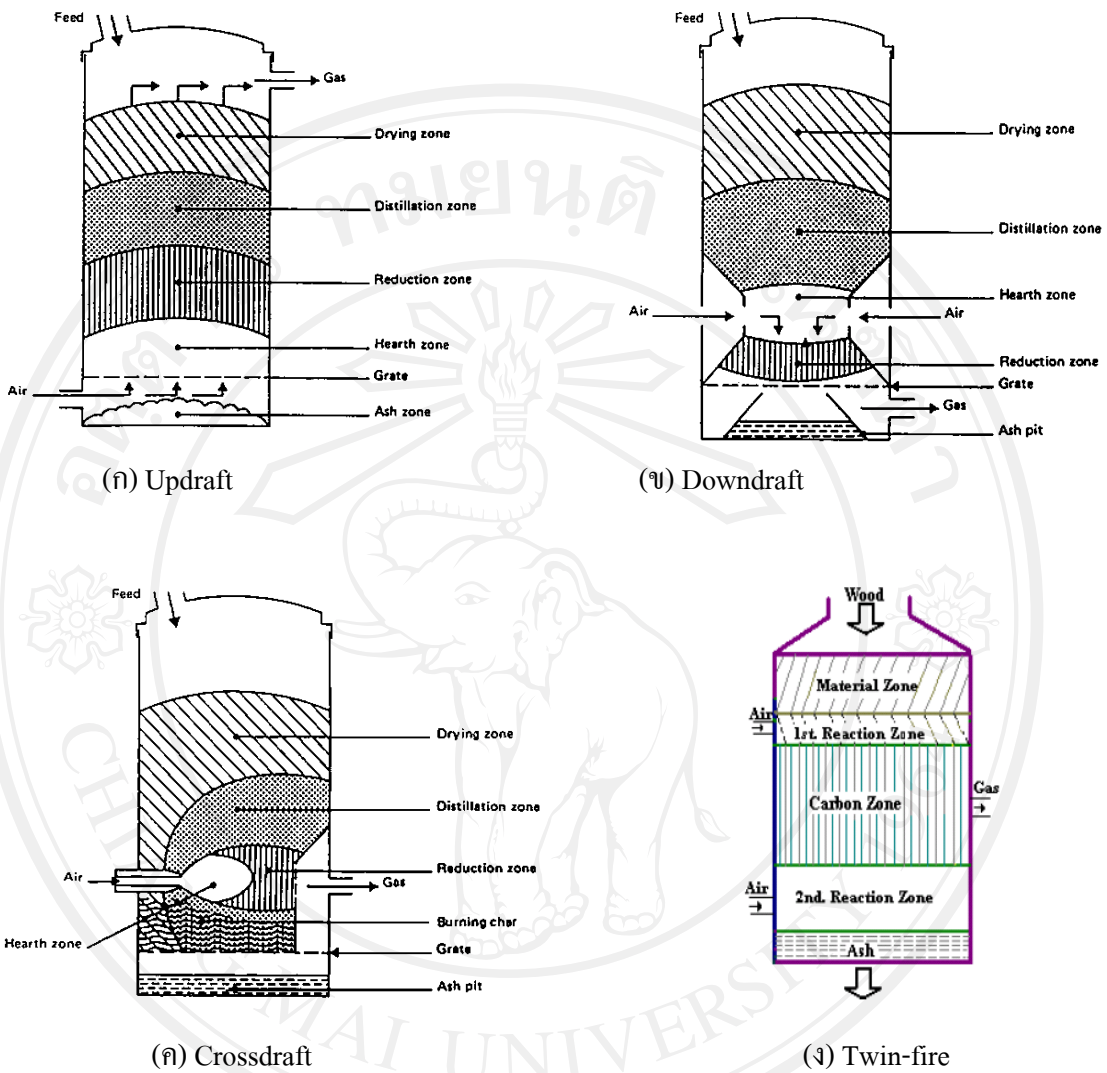 Feed
Gas
Drying zone
Distillation zone
Reduction zone
Hearth zone
Grate
Air
Ash zone
(ก) Updraft
Feed
Drying zone
Distillation zone
Hearth zone
Air
Air
Reduction zone
Grate
Gas
Ash pit
(ข) Downdraft
Feed
Drying zone
Distillation zone
Reduction zone
Air
Gas
Burning char
Hearth zone
Grate
Ash pit
(ค) Crossdraft
Wood
Material Zone
Air
1st. Reaction Zone
Gas
Carbon Zone
Air
2nd. Reaction Zone
Ash
(ง) Twin-fire
CHIANG MAI UNIVERSITY